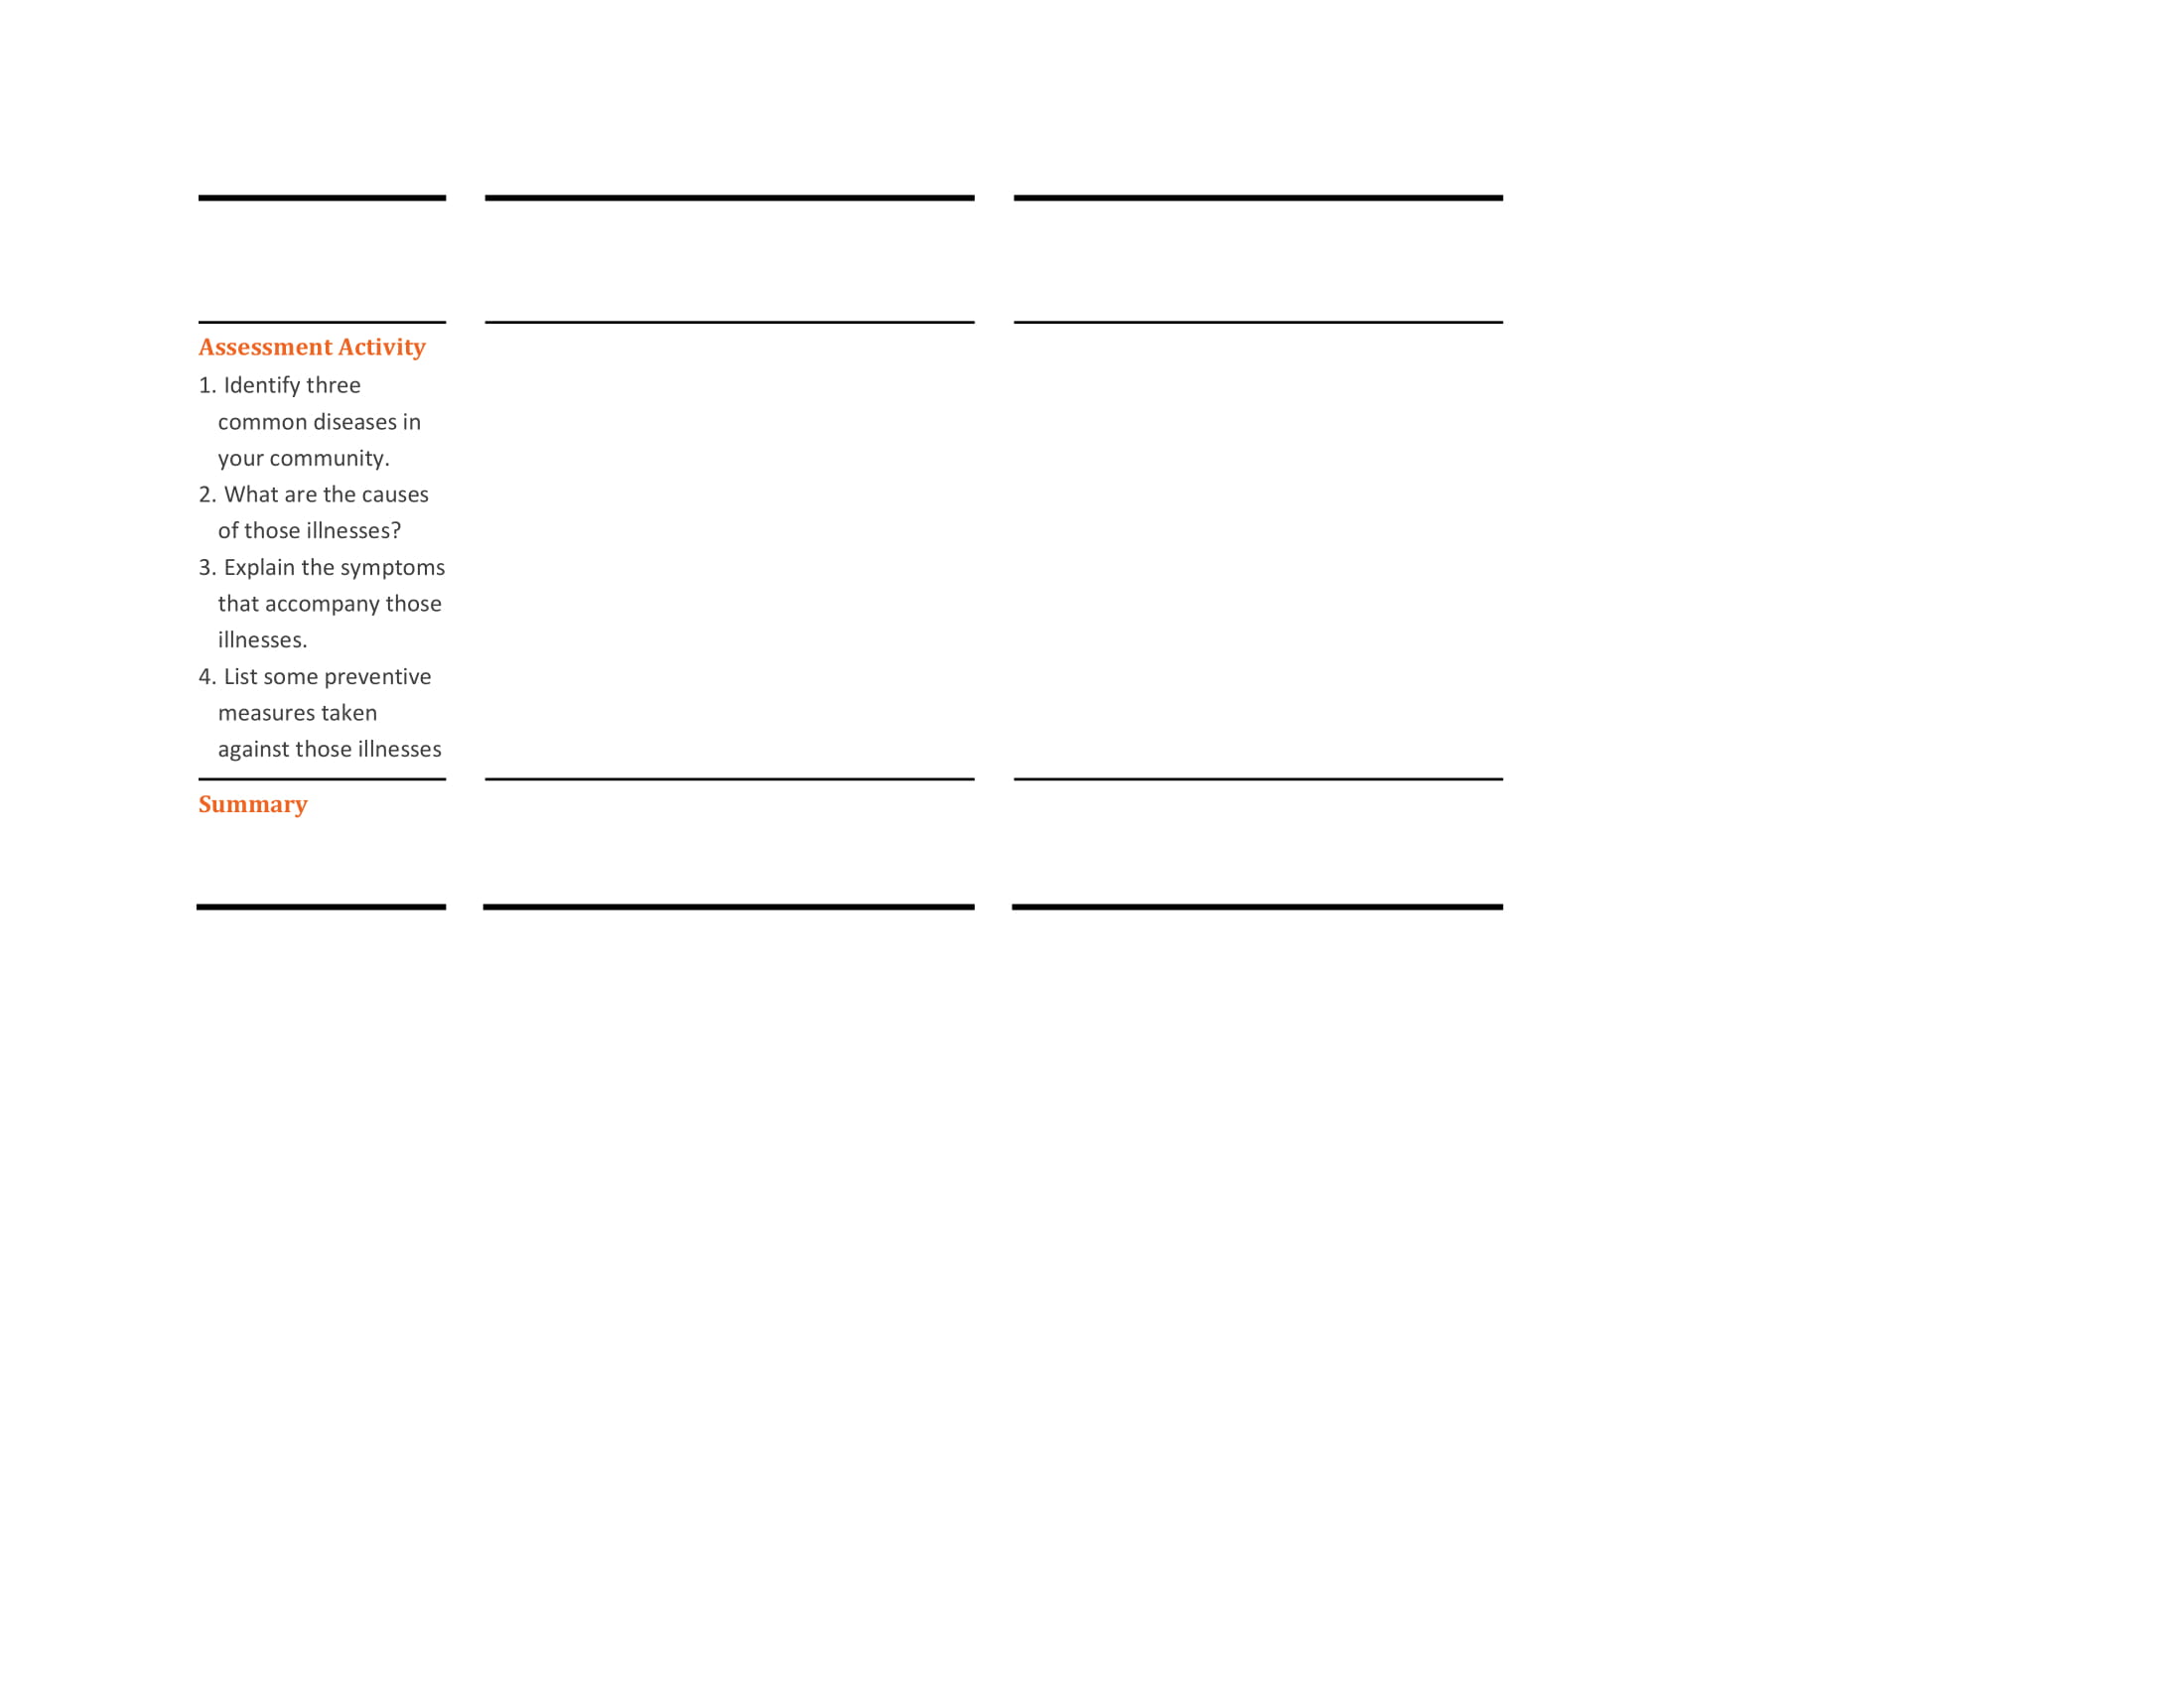 Assessment Activity
1. Identify three
common diseases in
your community.
2. What are the causes
of those illnesses?
3. Explain the symptoms
that accompany those
illnesses.
4. List some preventive
measures taken
against those illnesses
Summary